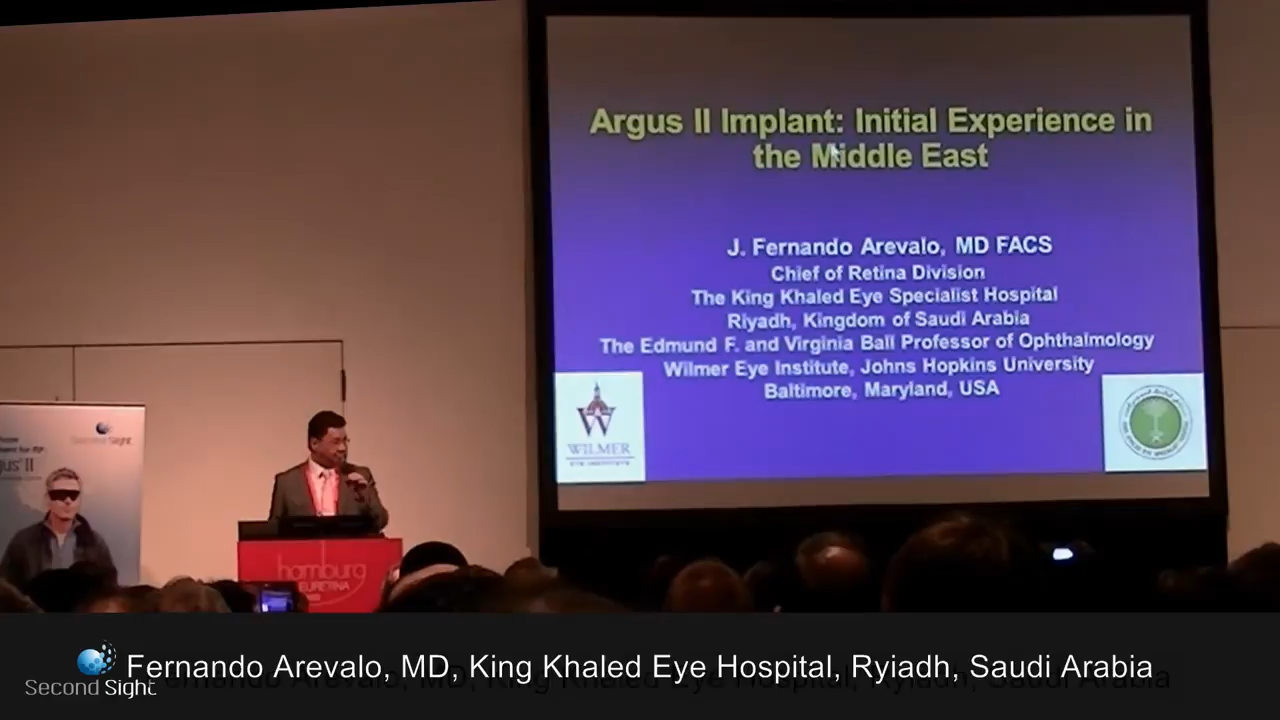 Argus II Implant: Initial Experience in
the Middle East
J. Fernando Arevalo, MD FACS
Chief of Retina Division
The King Khaled Eye Specialist Hospital
Riyadh, Kingdom of Saudi Arabia
The Edmund F. and Virginia Ball Professor of Ophthalmology
Wilmer Eye Institute, Johns Hopkins University
Baltimore, Maryland, USA
WILMER
EYE INSTITUTE
Second Sight
hamburg
EURETINA
Fernando Arevalo, MD, King Khaled Eye Hospital, Ryiadh, Saudi Arabia
Second Sight